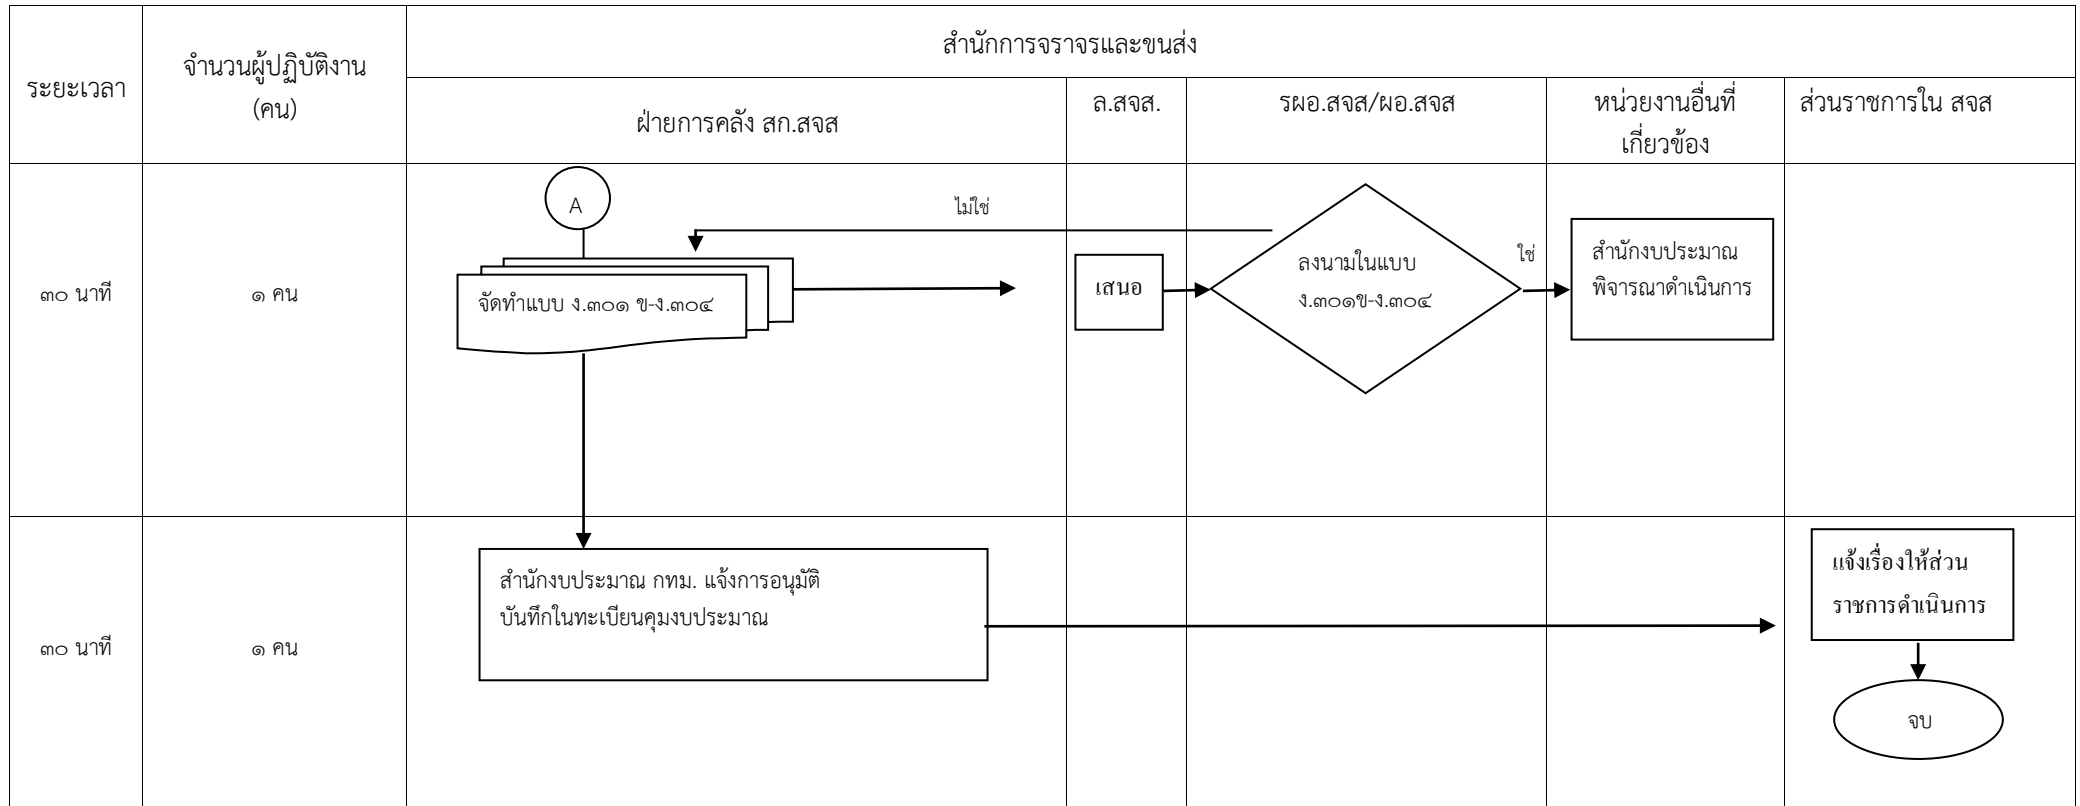 สำนักการจราจรและขนส่ง
ระยะเวลา
จำนวนผู้ปฏิบัติงาน
(คน)
ฝ่ายการคลัง สก.สจส
ล.สจส.
รผอ.สจส/ผอ.สจส
หน่วยงานอื่นที่
เกี่ยวข้อง
ส่วนราชการใน สจส
๓๐ นาที
๑ คน
A
ไม่ใช่
จัดทำแบบ ง.๓๐๑ ข-ง.๓๐๔
เสนอ
ลงนามในแบบ
ง.๓๐๑ข-ง.๓๐๔
ใช่
สำนักงบประมาณ
พิจารณาดำเนินการ
๓๐ นาที
๑ คน
สำนักงบประมาณ กทม. แจ้งการอนุมัติ
บันทึกในทะเบียนคุมงบประมาณ
แจ้งเรื่องให้ส่วน
ราชการดำเนินการ
จบ